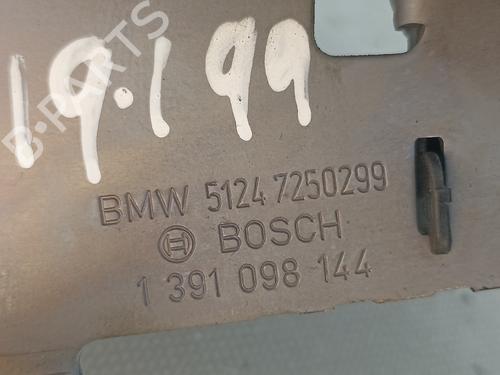 19.1 99
B-PARTS
BMW 5124 7250299
BOSCH
1 391 098 144